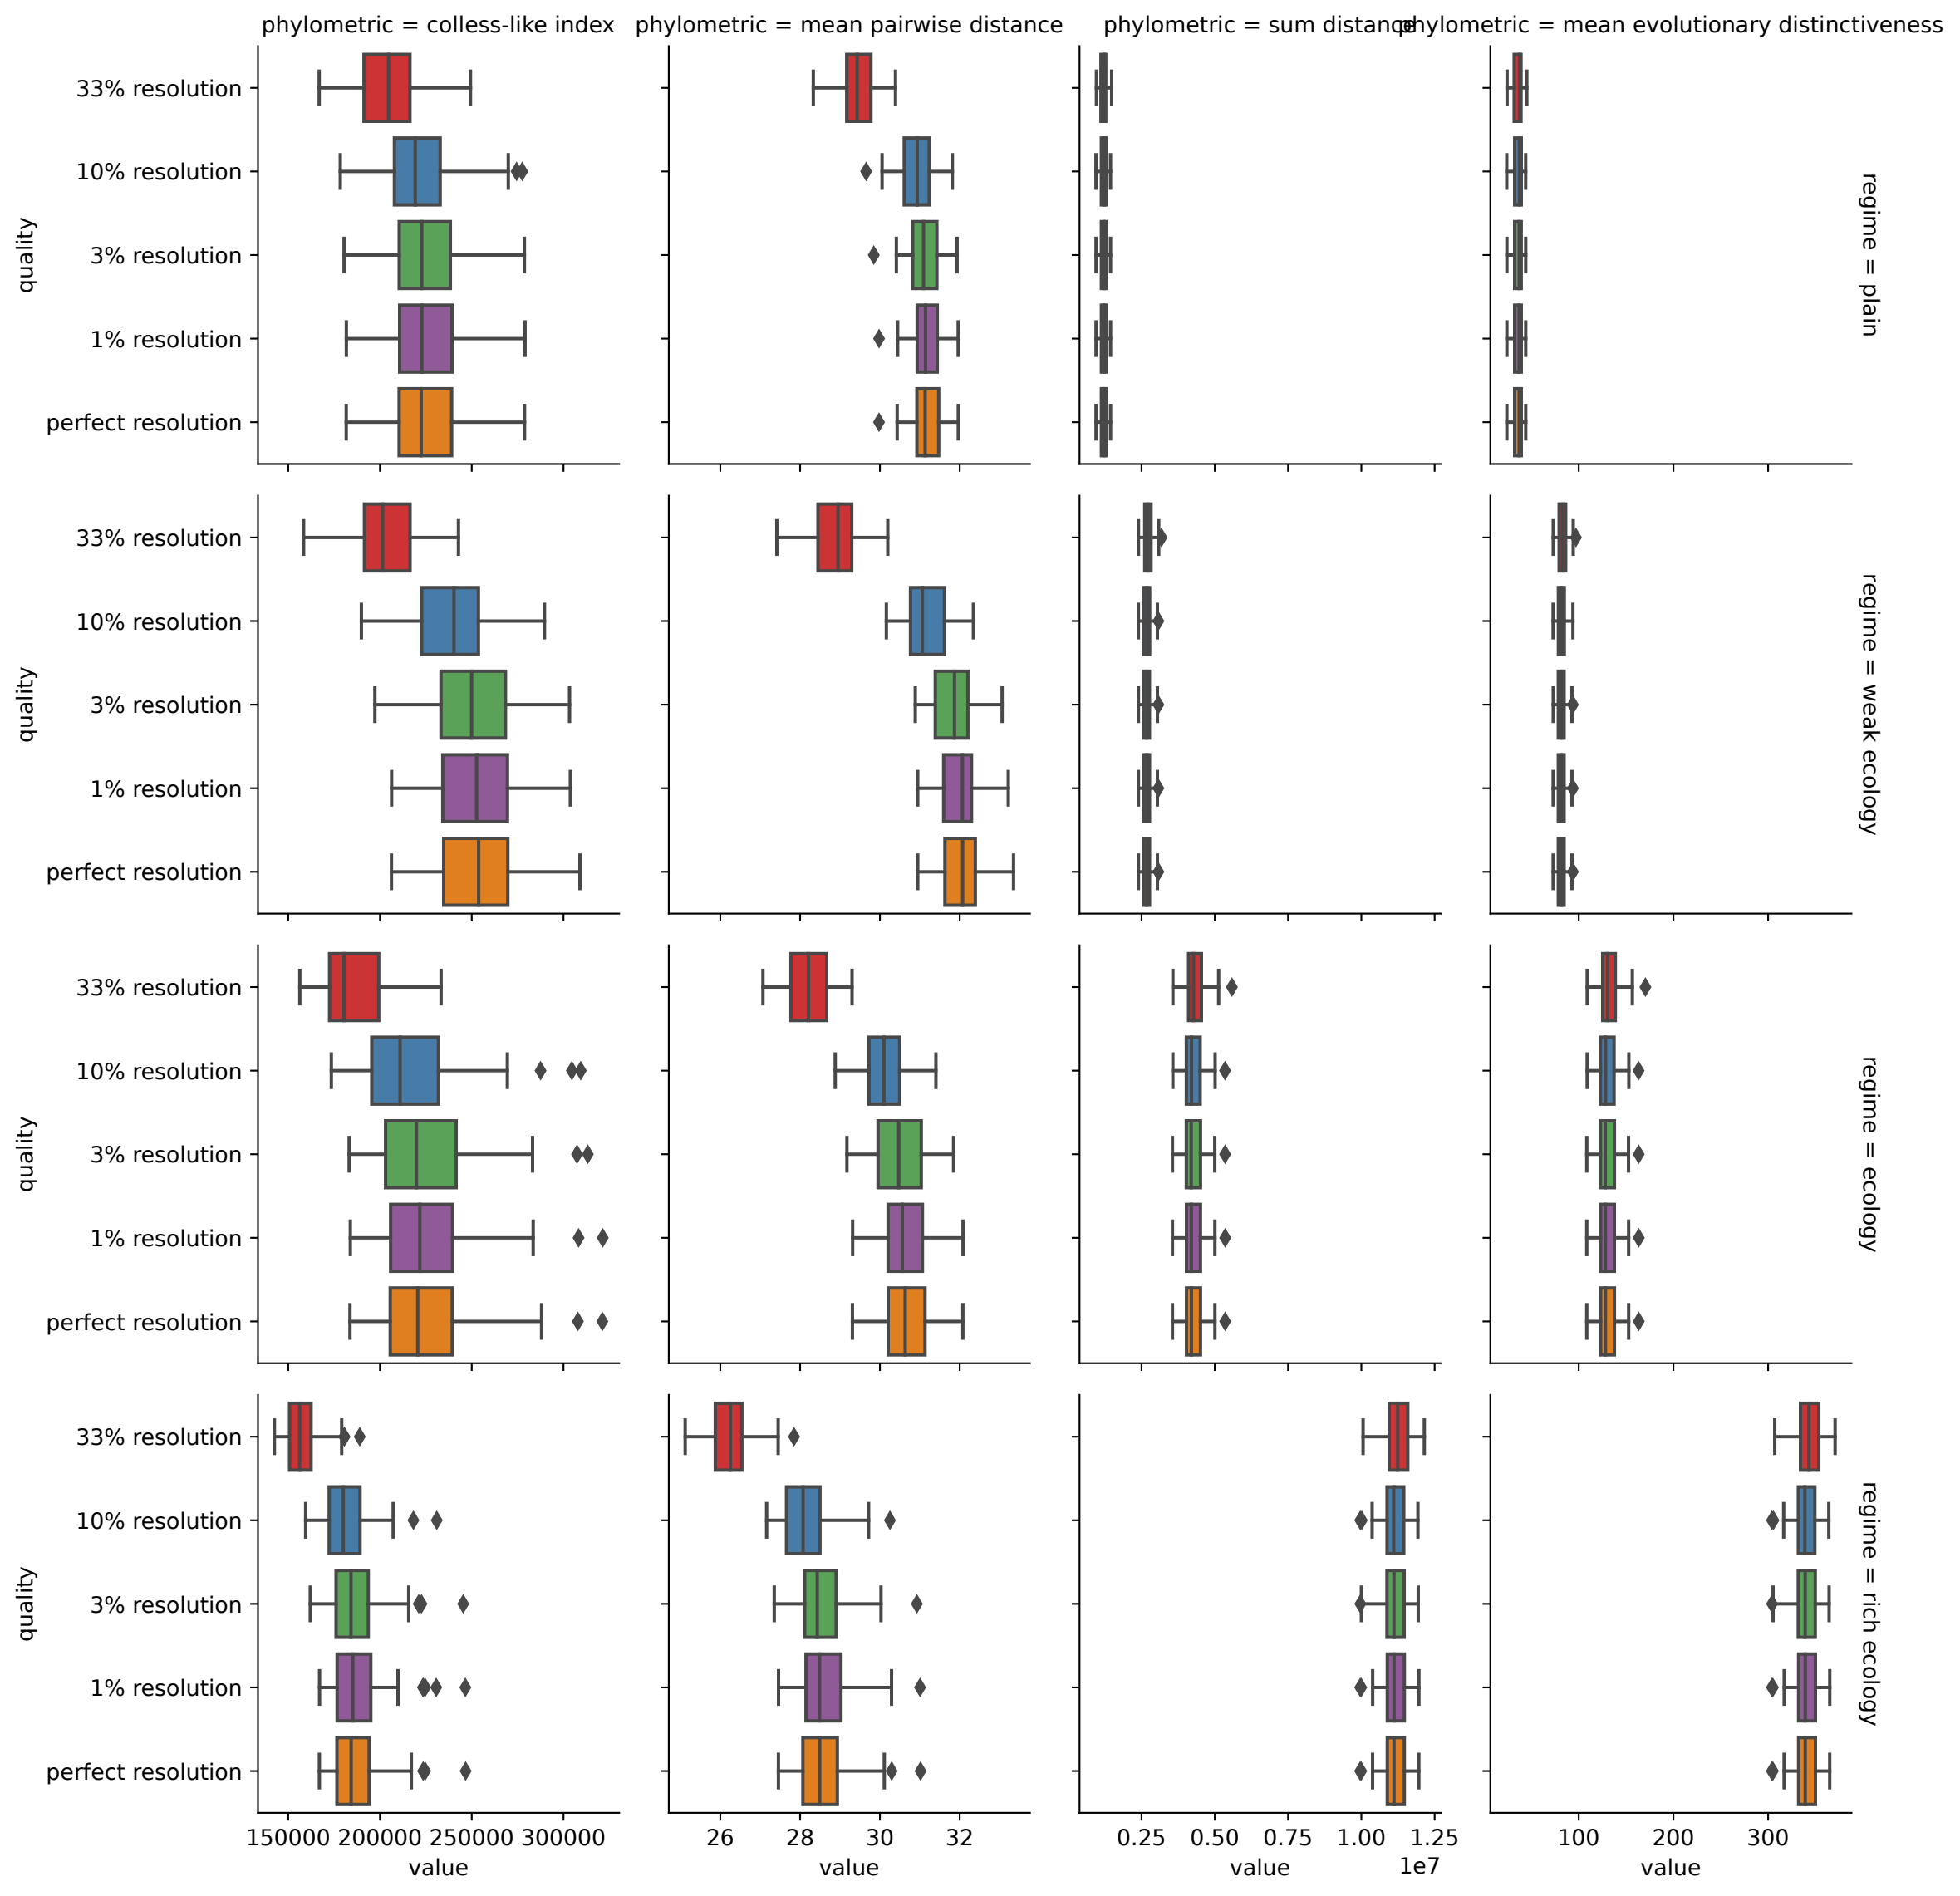 phylometric = colless-like index
phylometric = mean pairwise distance
phylometric = sum distance
phylometric = mean evolutionary distinctiveness
quality
33% resolution
10% resolution
3% resolution
1% resolution
perfect resolution
regime = plain
quality
33% resolution
10% resolution
3% resolution
1% resolution
perfect resolution
regime = weak ecology
quality
33% resolution
10% resolution
3% resolution
1% resolution
perfect resolution
regime = ecology
quality
33% resolution
10% resolution
3% resolution
1% resolution
perfect resolution
regime = rich ecology
150000 200000 250000 300000
value
26 28 30 32
value
0.25 0.50 0.75 1.00 1.25
1e7
value
100 200 300
value